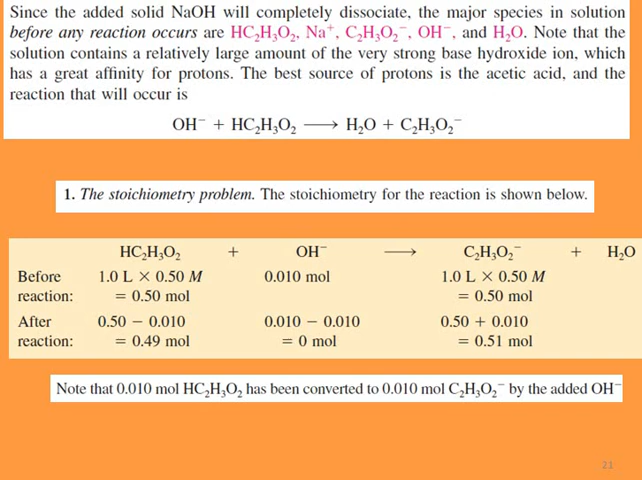 Since the added solid NaOH will completely dissociate, the major species in solution
before any reaction occurs are HC₂H₃O₂, Na⁺, C₂H₃O₂⁻, OH⁻, and H₂O. Note that the
solution contains a relatively large amount of the very strong base hydroxide ion, which
has a great affinity for protons. The best source of protons is the acetic acid, and the
reaction that will occur is
OH⁻ + HC₂H₃O₂ ⟶ H₂O + C₂H₃O₂⁻
1. The stoichiometry problem. The stoichiometry for the reaction is shown below.
HC₂H₃O₂ + OH⁻ ⟶ C₂H₃O₂⁻ + H₂O
Before 1.0 L × 0.50 M 0.010 mol 1.0 L × 0.50 M
reaction: = 0.50 mol = 0.50 mol
After 0.50 − 0.010 0.010 − 0.010 0.50 + 0.010
reaction: = 0.49 mol = 0 mol = 0.51 mol
Note that 0.010 mol HC₂H₃O₂ has been converted to 0.010 mol C₂H₃O₂⁻ by the added OH⁻
21